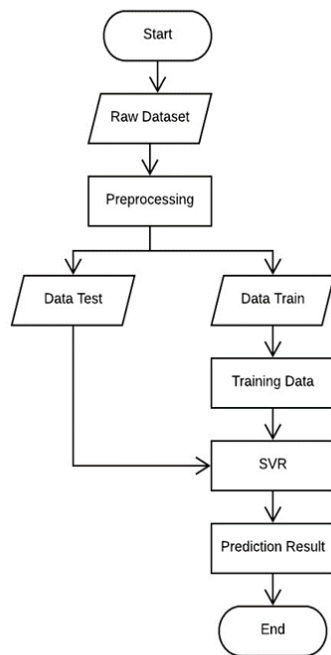 Start
Raw Dataset
Preprocessing
Data Test
Data Train
Training Data
SVR
Prediction Result
End